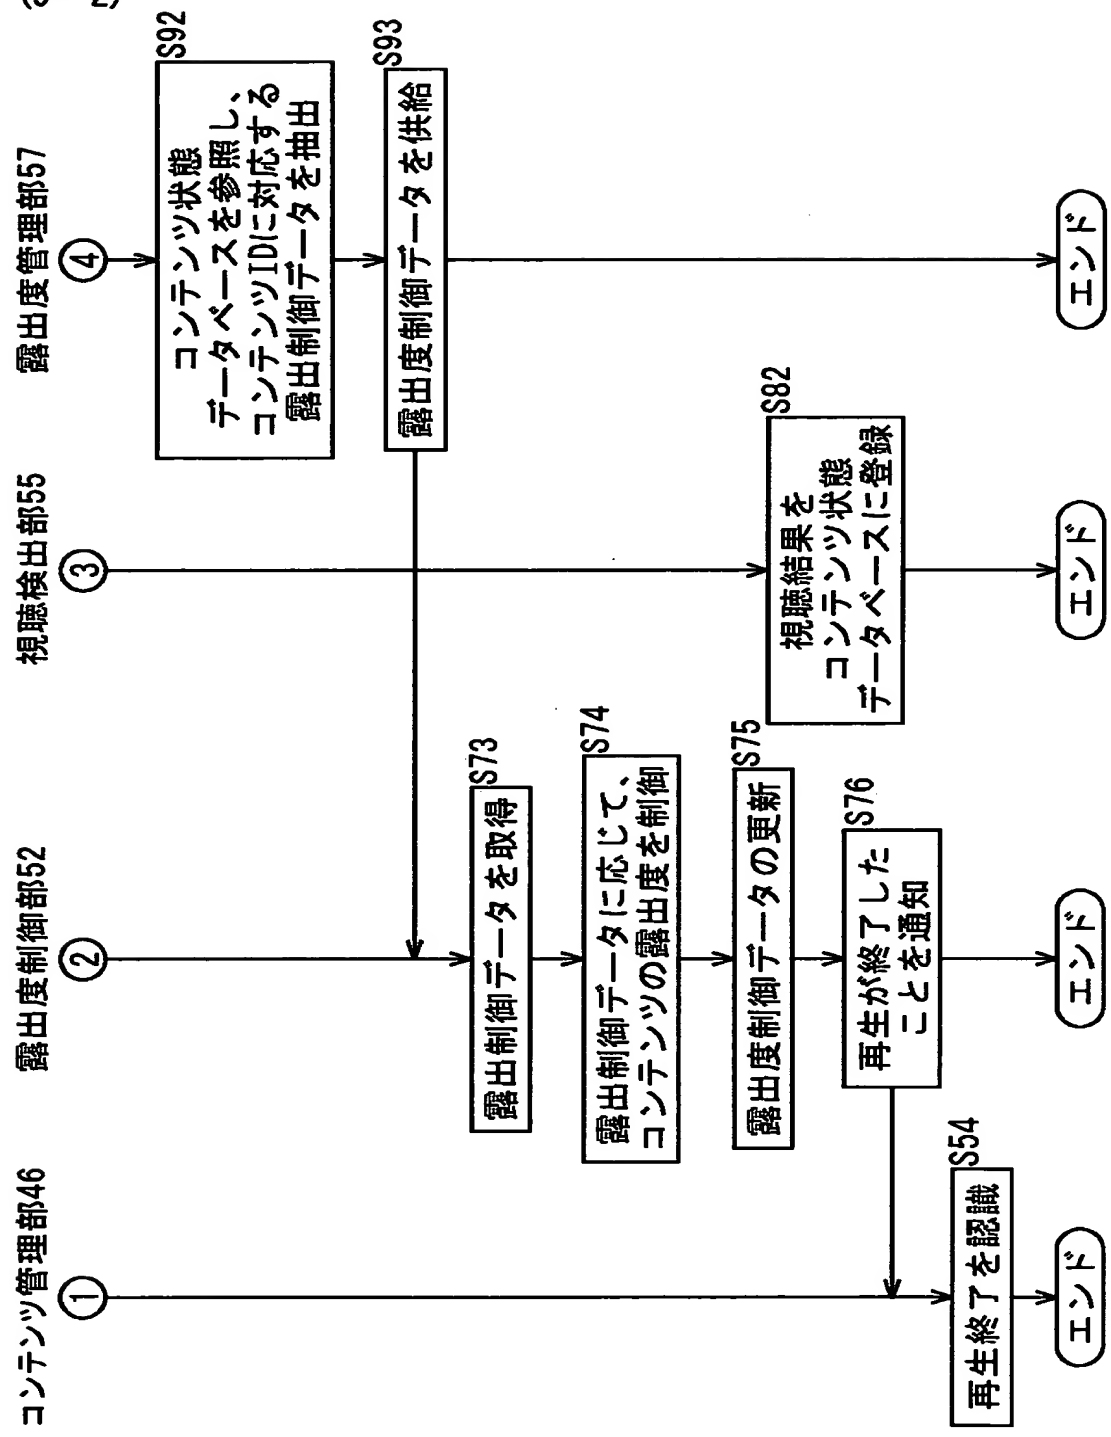 コンテンツ管理部46
露出度制御部52
視聴検出部55
露出度管理部57
1
2
3
4
S92
コンテンツ状態
データベースを参照し、
コンテンツIDに対応する
露出制御データを抽出
S93
露出度制御データを供給
S73
露出制御データを取得
S74
露出制御データに応じて、
コンテンツの露出度を制御
S75
露出度制御データの更新
S82
視聴結果を
コンテンツ状態
データベースに登録
S76
再生が終了した
ことを通知
S54
再生終了を認識
エンド
エンド
エンド
エンド